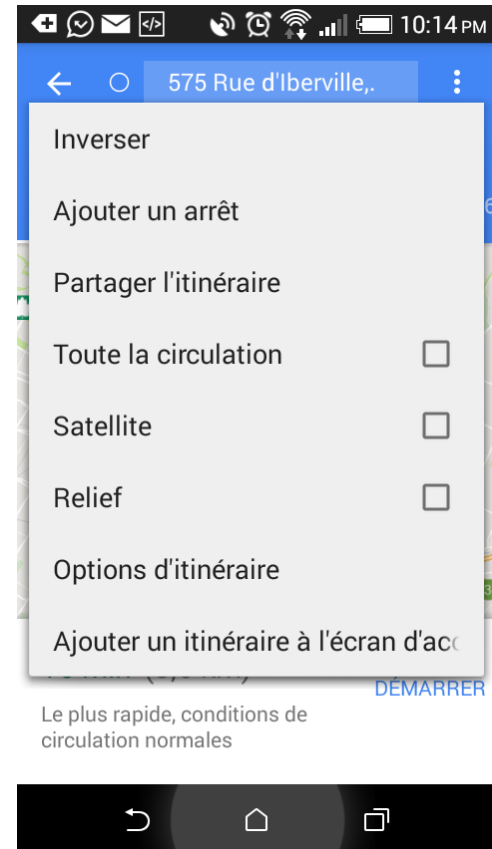 10:14 PM
575 Rue d'Iberville,.
Inverser
Ajouter un arrêt
Partager l'itinéraire
Toute la circulation
Satellite
Relief
Options d'itinéraire
Ajouter un itinéraire à l'écran d'acc
DÉMARRER
Le plus rapide, conditions de
circulation normales